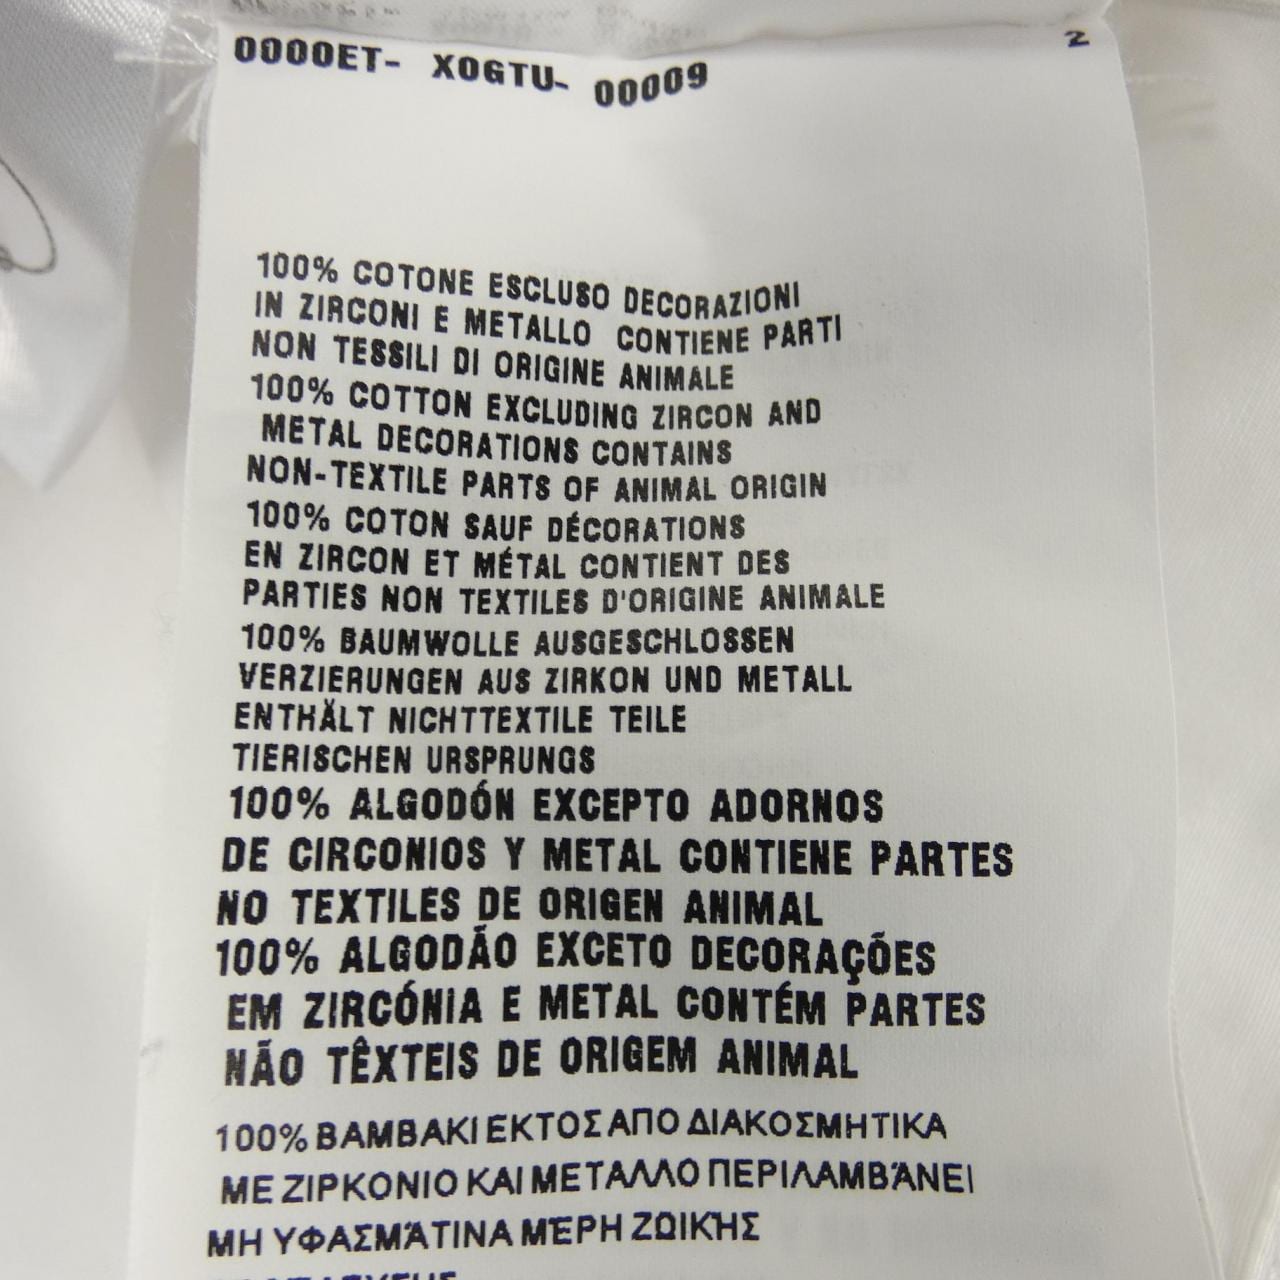 0000ET- X0GTU- 00009
2
100% COTONE ESCLUSO DECORAZIONI
IN ZIRCONI E METALLO CONTIENE PARTI
NON TESSILI DI ORIGINE ANIMALE
100% COTTON EXCLUDING ZIRCON AND
METAL DECORATIONS CONTAINS
NON-TEXTILE PARTS OF ANIMAL ORIGIN
100% COTON SAUF DÉCORATIONS
EN ZIRCON ET MÉTAL CONTIENT DES
PARTIES NON TEXTILES D'ORIGINE ANIMALE
100% BAUMWOLLE AUSGESCHLOSSEN
VERZIERUNGEN AUS ZIRKON UND METALL
ENTHÄLT NICHTTEXTILE TEILE
TIERISCHEN URSPRUNGS
100% ALGODÓN EXCEPTO ADORNOS
DE CIRCONIOS Y METAL CONTIENE PARTES
NO TEXTILES DE ORIGEN ANIMAL
100% ALGODÃO EXCETO DECORAÇÕES
EM ZIRCÓNIA E METAL CONTÉM PARTES
NÃO TÊXTEIS DE ORIGEM ANIMAL
100% ΒΑΜΒΑΚΙ ΕΚΤΟΣ ΑΠΟ ΔΙΑΚΟΣΜΗΤΙΚΑ
ΜΕ ΖΙΡΚΟΝΙΟ ΚΑΙ ΜΕΤΑΛΛΟ ΠΕΡΙΛΑΜΒΆΝΕΙ
ΜΗ ΥΦΑΣΜΆΤΙΝΑ ΜΈΡΗ ΖΩΙΚΉΣ